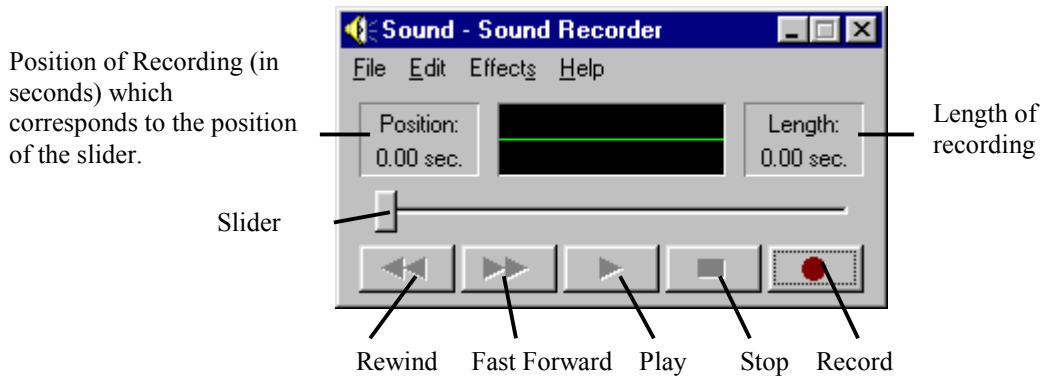 Sound - Sound Recorder
File Edit Effects Help
Position of Recording (in
seconds) which
corresponds to the position
of the slider.
Position:
0.00 sec.
Length:
0.00 sec.
Length of
recording
Slider
Rewind Fast Forward Play Stop Record